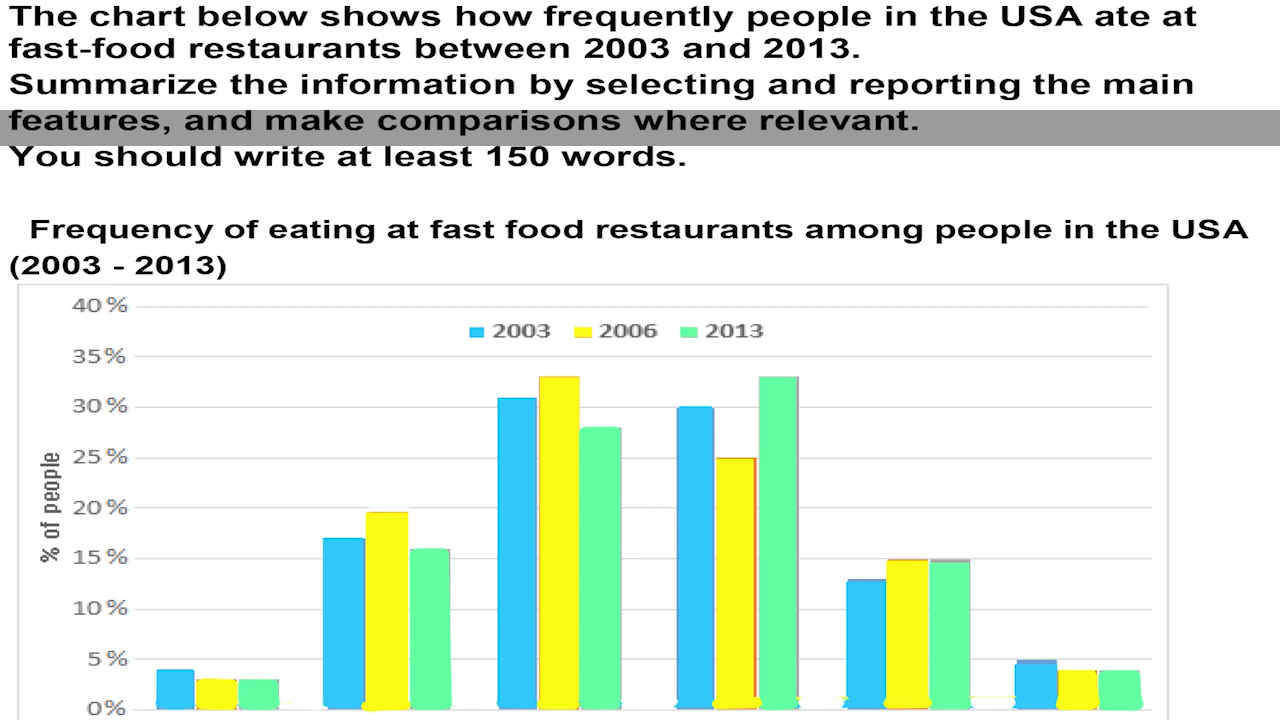 The chart below shows how frequently people in the USA ate at
fast-food restaurants between 2003 and 2013.
Summarize the information by selecting and reporting the main
features, and make comparisons where relevant.
You should write at least 150 words.
Frequency of eating at fast food restaurants among people in the USA
(2003 - 2013)
40%
2003 2006 2013
35%
30%
25%
20%
15%
10%
5%
0%
% of people